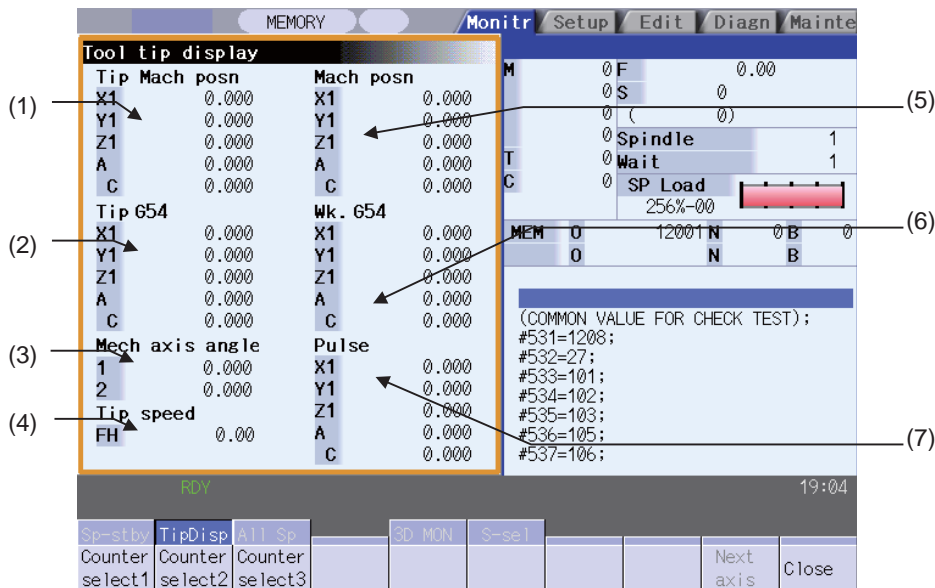 MEMORY
Monitr Setup Edit Diagn Mainte
Tool tip display
Tip Mach posn
X1 0.000
Y1 0.000
Z1 0.000
A 0.000
C 0.000
Tip G54
X1 0.000
Y1 0.000
Z1 0.000
A 0.000
C 0.000
Mech axis angle
1 0.000
2 0.000
Tip speed
FH 0.00
Mach posn
X1 0.000
Y1 0.000
Z1 0.000
A 0.000
C 0.000
Wk. G54
X1 0.000
Y1 0.000
Z1 0.000
A 0.000
C 0.000
Pulse
X1 0.000
Y1 0.000
Z1 0.000
A 0.000
C 0.000
M 0
0
0
0
T 0
C 0
F 0.00
S 0
( 0)
Spindle 1
Wait 1
SP Load
256%-00
MEM O 12001 N 0 B 0
O N B
(COMMON VALUE FOR CHECK TEST);
#531=1208;
#532=27;
#533=101;
#534=102;
#535=103;
#536=105;
#537=106;
(1)
(2)
(3)
(4)
(5)
(6)
(7)
RDY 19:04
Sp-stby TipDisp All Sp 3D MON S-sel
Counter select1
Counter select2
Counter select3
Next axis
Close